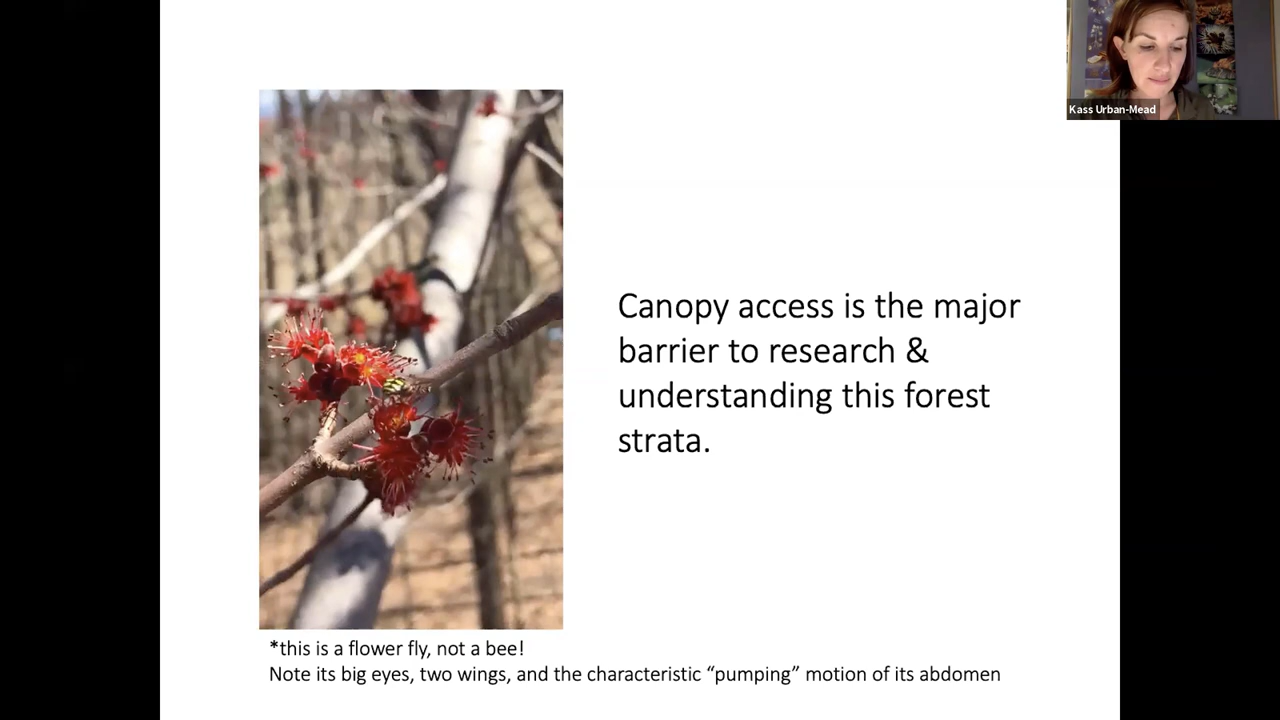 Kass Urban-Mead
Canopy access is the major
barrier to research &
understanding this forest
strata.
*this is a flower fly, not a bee!
Note its big eyes, two wings, and the characteristic “pumping” motion of its abdomen